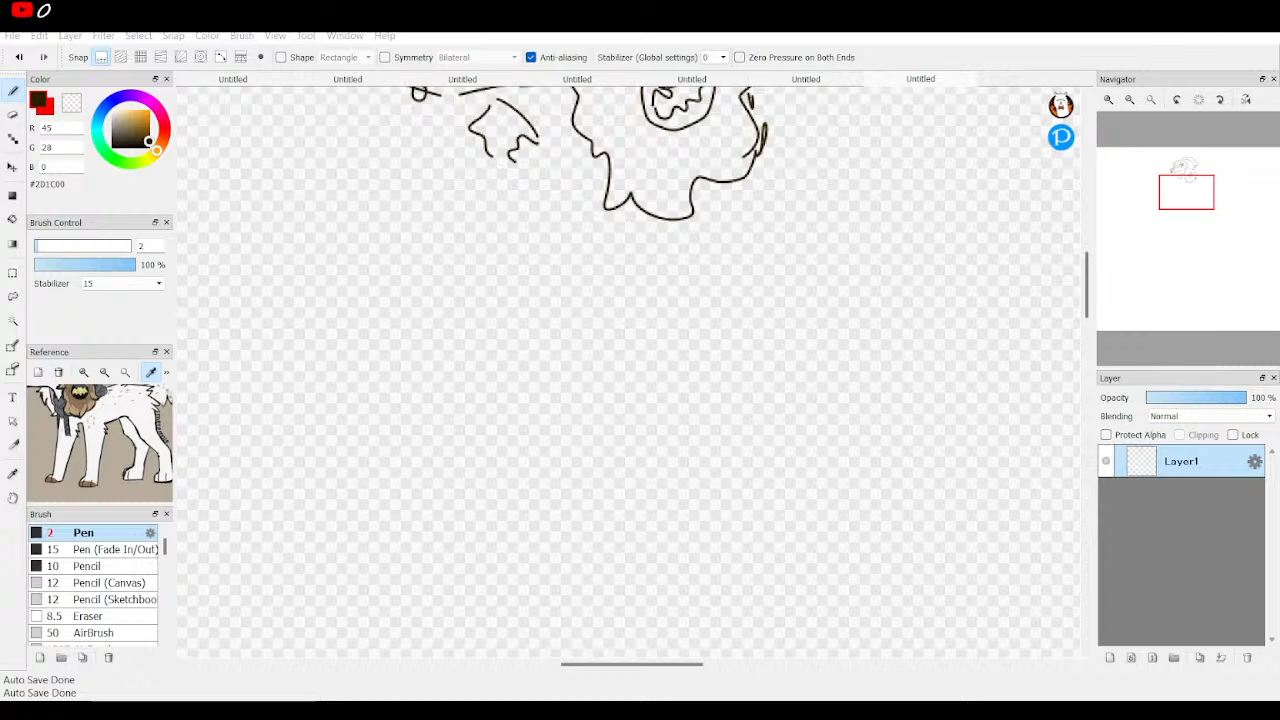 0
File Edit Layer Filter Select Snap Color Brush View Tool Window Help
Snap Shape Rectangle Symmetry Bilateral Anti-aliasing Stabilizer (Global settings) 0 Zero Pressure on Both Ends
Color Untitled Untitled Untitled Untitled Untitled Untitled Untitled Navigator
R 45
G 28
B 0
#2D1C00
Brush Control
2
100 %
Stabilizer 15
Reference
Layer
Opacity 100 %
Blending Normal
Protect Alpha Clipping Lock
Layer1
Brush
2 Pen
15 Pen (Fade In/Out)
10 Pencil
12 Pencil (Canvas)
12 Pencil (Sketchboo
8.5 Eraser
50 AirBrush
Auto Save Done
Auto Save Done